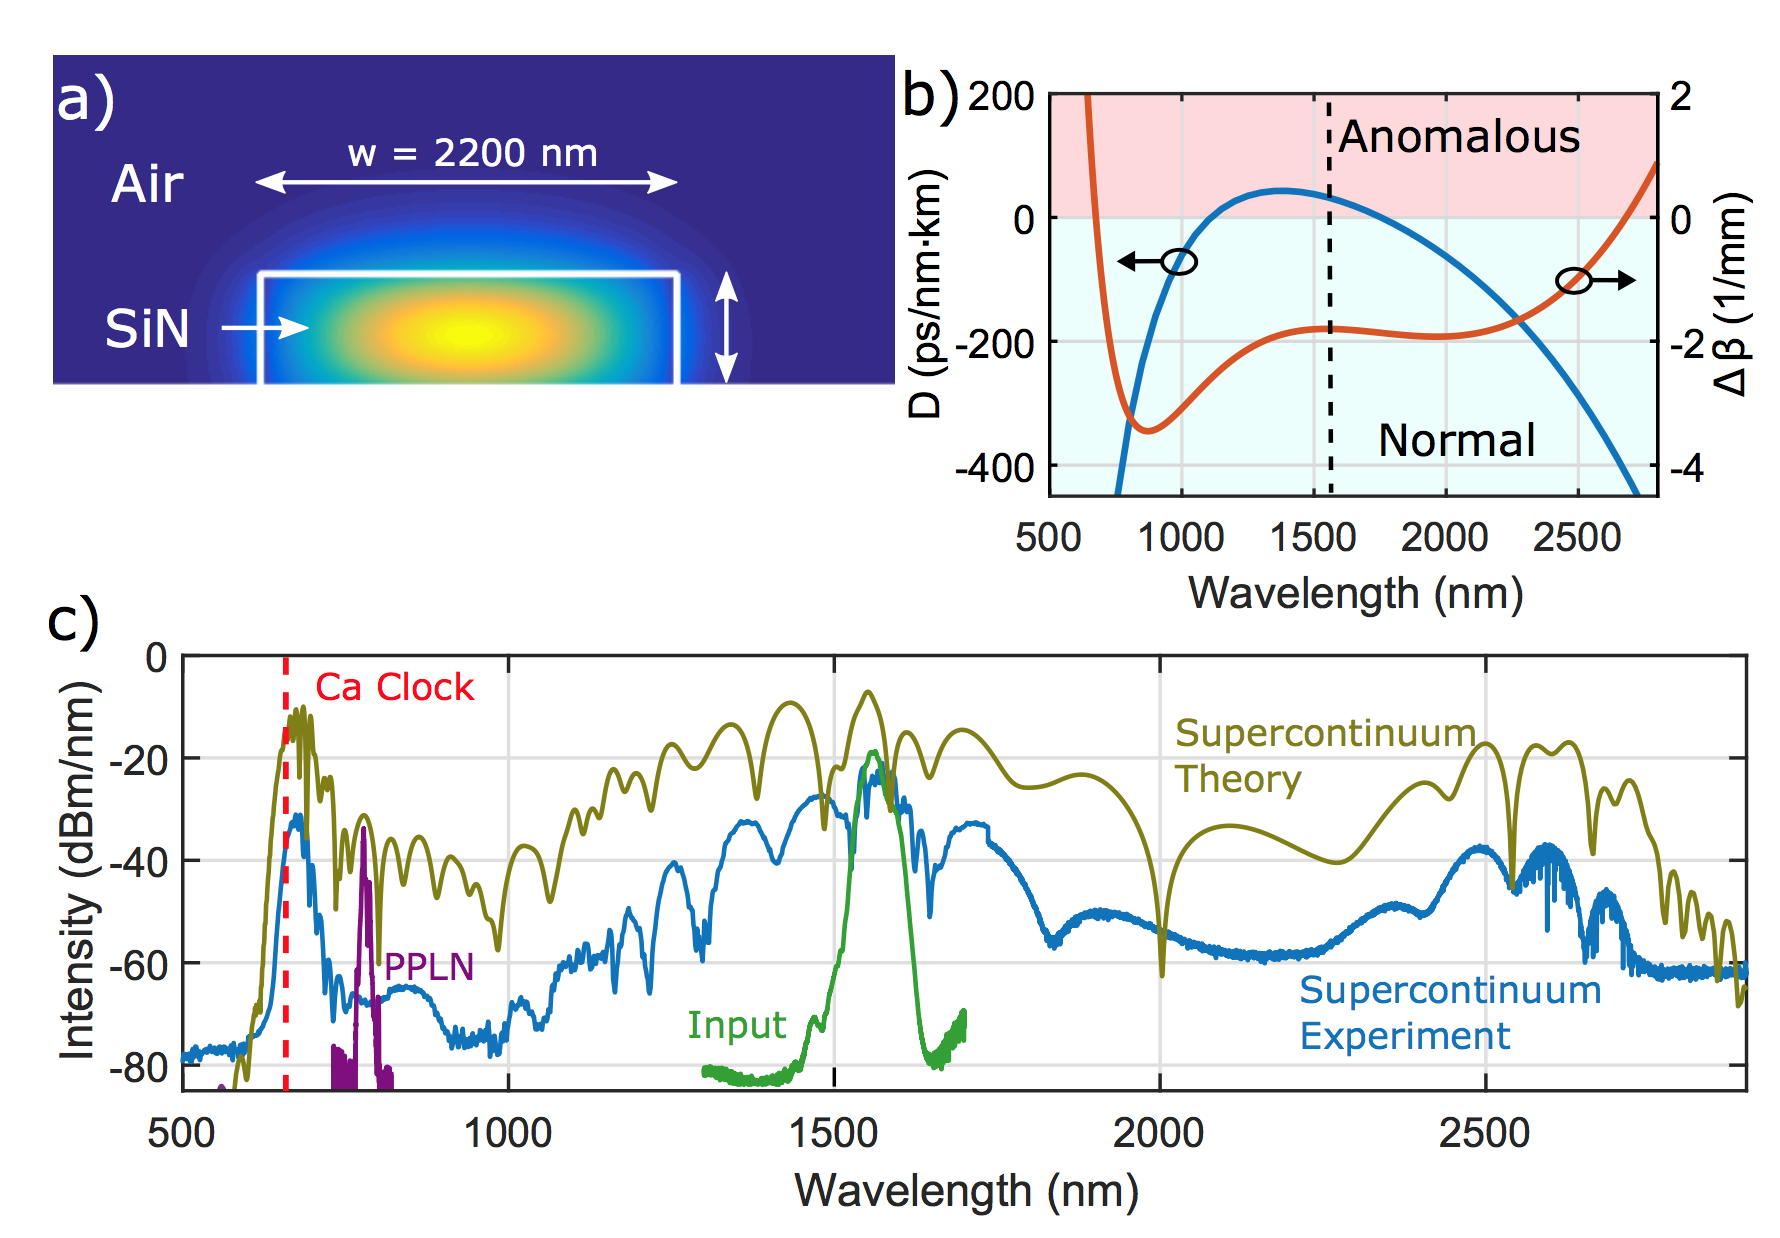 a)
w = 2200 nm
Air
SiN
b)
200
0
-200
-400
D (ps/nm·km)
2
0
-2
-4
Δβ (1/mm)
Anomalous
Normal
500 1000 1500 2000 2500
Wavelength (nm)
c)
0
-20
-40
-60
-80
Intensity (dBm/nm)
Ca Clock
PPLN
Input
Supercontinuum
Theory
Supercontinuum
Experiment
500 1000 1500 2000 2500
Wavelength (nm)